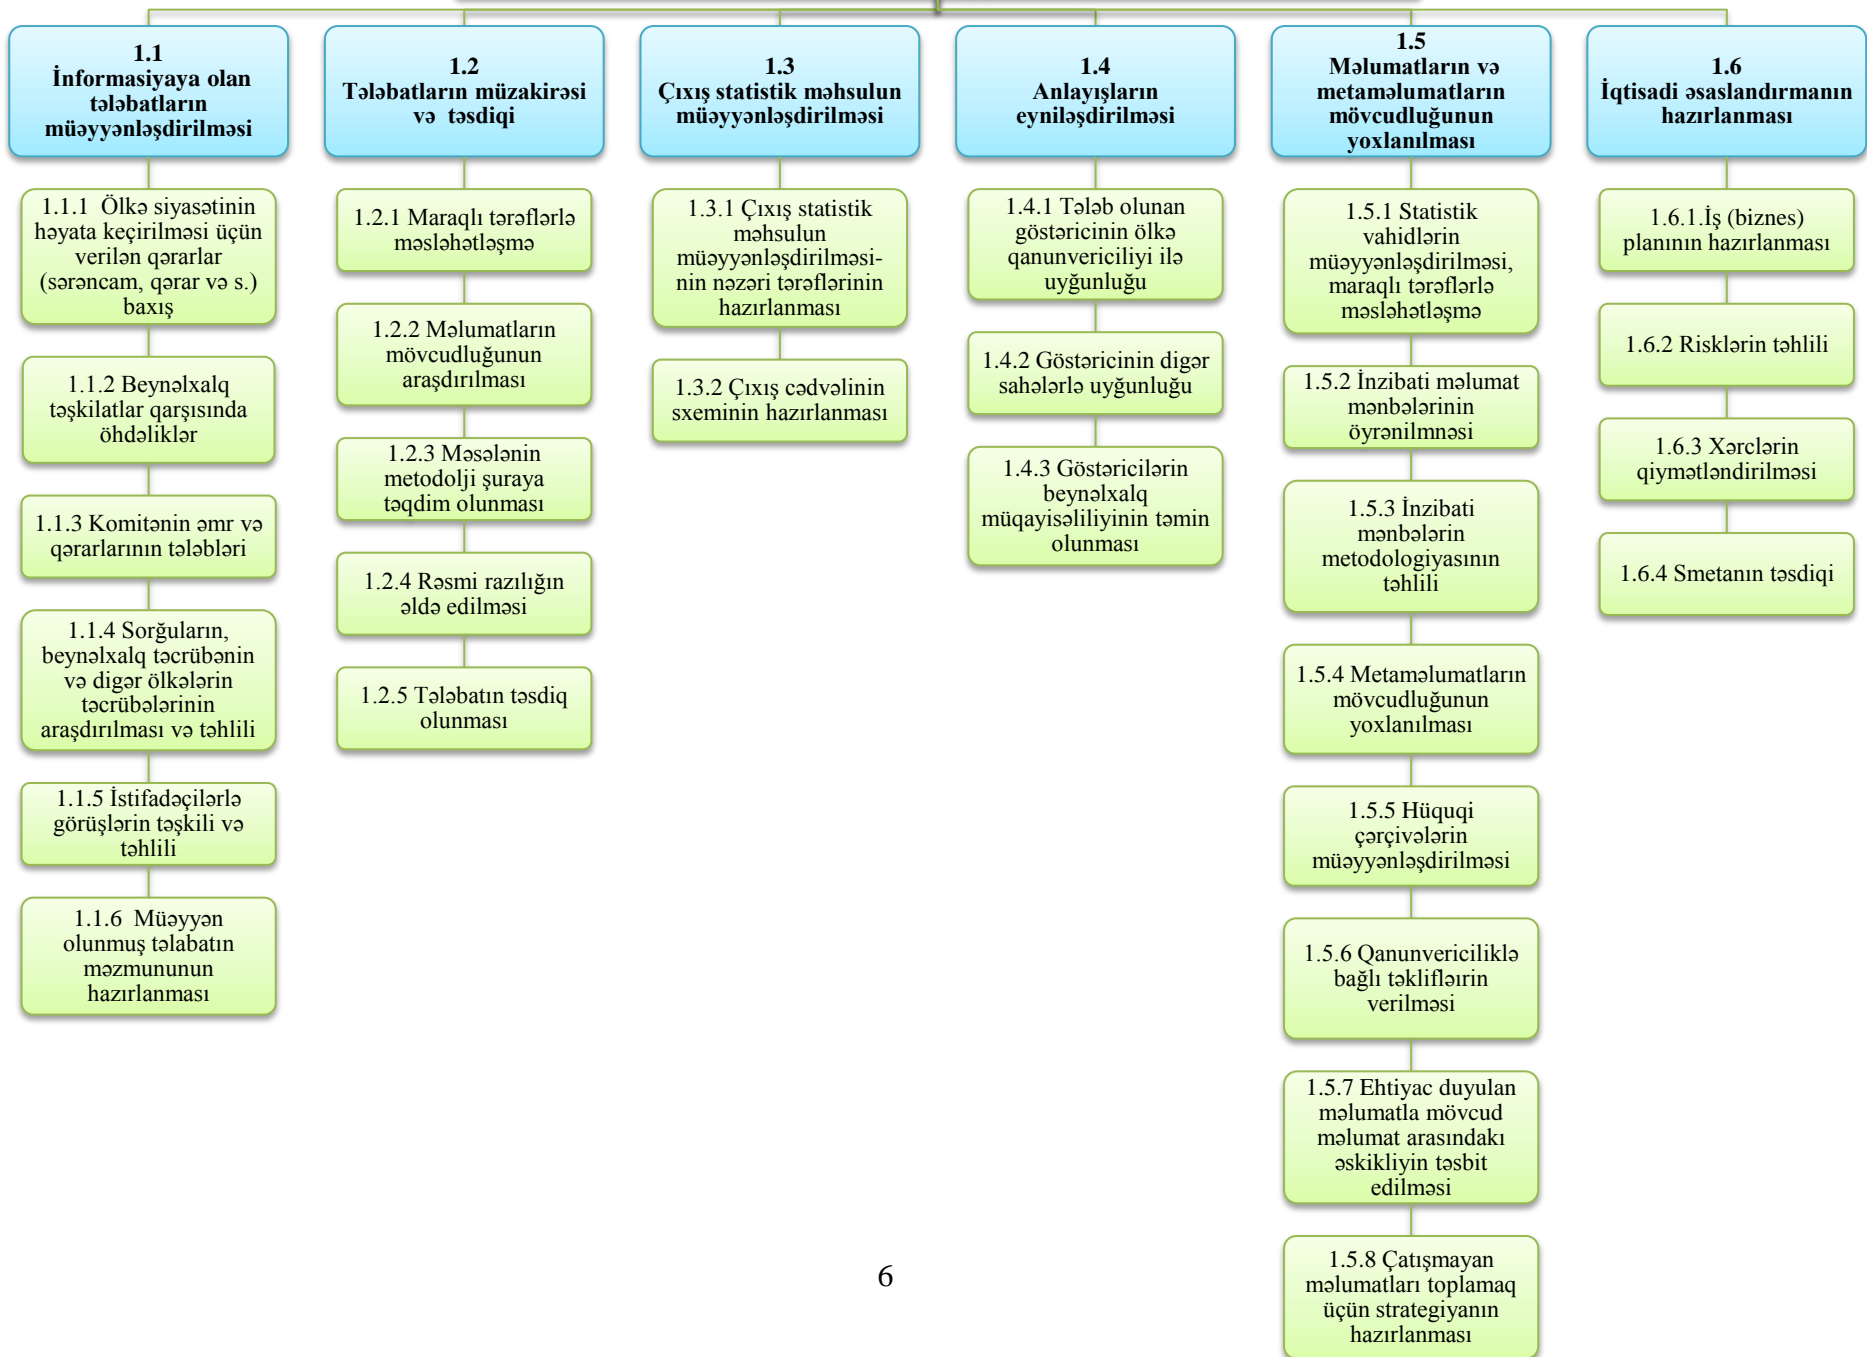 1.1
İnformasiyaya olan
tələbatların
müəyyənləşdirilməsi
1.1.1  Ölkə siyasətinin
həyata keçirilməsi üçün
verilən qərarlar
(sərəncam, qərar və s.)
baxış
1.1.2 Beynəlxalq
təşkilatlar qarşısında
öhdəliklər
1.1.3 Komitənin əmr və
qərarlarının tələbləri
1.1.4 Sorğuların,
beynəlxalq təcrübənin
və digər ölkələrin
təcrübələrinin
araşdırılması və təhlili
1.1.5 İstifadəçilərlə
görüşlərin təşkili və
təhlili
1.1.6  Müəyyən
olunmuş təlabatın
məzmununun
hazırlanması
1.2
Tələbatların müzakirəsi
və  təsdiqi
1.2.1 Maraqlı tərəflərlə
məsləhətləşmə
1.2.2 Məlumatların
mövcudluğunun
araşdırılması
1.2.3 Məsələnin
metodolji şuraya
təqdim olunması
1.2.4 Rəsmi razılığın
əldə edilməsi
1.2.5 Tələbatın təsdiq
olunması
1.3
Çıxış statistik məhsulun
müəyyənləşdirilməsi
1.3.1 Çıxış statistik
məhsulun
müəyyənləşdirilməsi-
nin nəzəri tərəflərinin
hazırlanması
1.3.2 Çıxış cədvəlinin
sxeminin hazırlanması
1.4
Anlayışların
eyniləşdirilməsi
1.4.1 Tələb olunan
göstəricinin ölkə
qanunvericiliyi ilə
uyğunluğu
1.4.2 Göstəricinin digər
sahələrlə uyğunluğu
1.4.3 Göstəricilərin
beynəlxalq
müqayisəliliyinin təmin
olunması
1.5
Məlumatların və
metaməlumatların
mövcudluğunun
yoxlanılması
1.5.1 Statistik
vahidlərin
müəyyənləşdirilməsi,
maraqlı tərəflərlə
məsləhətləşmə
1.5.2 İnzibati məlumat
mənbələrinin
öyrənilmnəsi
1.5.3 İnzibati
mənbələrin
metodologiyasının
təhlili
1.5.4 Metaməlumatların
mövcudluğunun
yoxlanılması
1.5.5 Hüquqi
çərçivələrin
müəyyənləşdirilməsi
1.5.6 Qanunvericiliklə
bağlı təkliflәırin
verilməsi
1.5.7 Ehtiyac duyulan
məlumatla mövcud
məlumat arasındakı
əskikliyin təsbit
edilməsi
1.5.8 Çatışmayan
məlumatları toplamaq
üçün strategiyanın
hazırlanması
1.6
İqtisadi əsaslandırmanın
hazırlanması
1.6.1.İş (biznes)
planının hazırlanması
1.6.2 Risklərin təhlili
1.6.3 Xərclərin
qiymətləndirilməsi
1.6.4 Smetanın təsdiqi
6